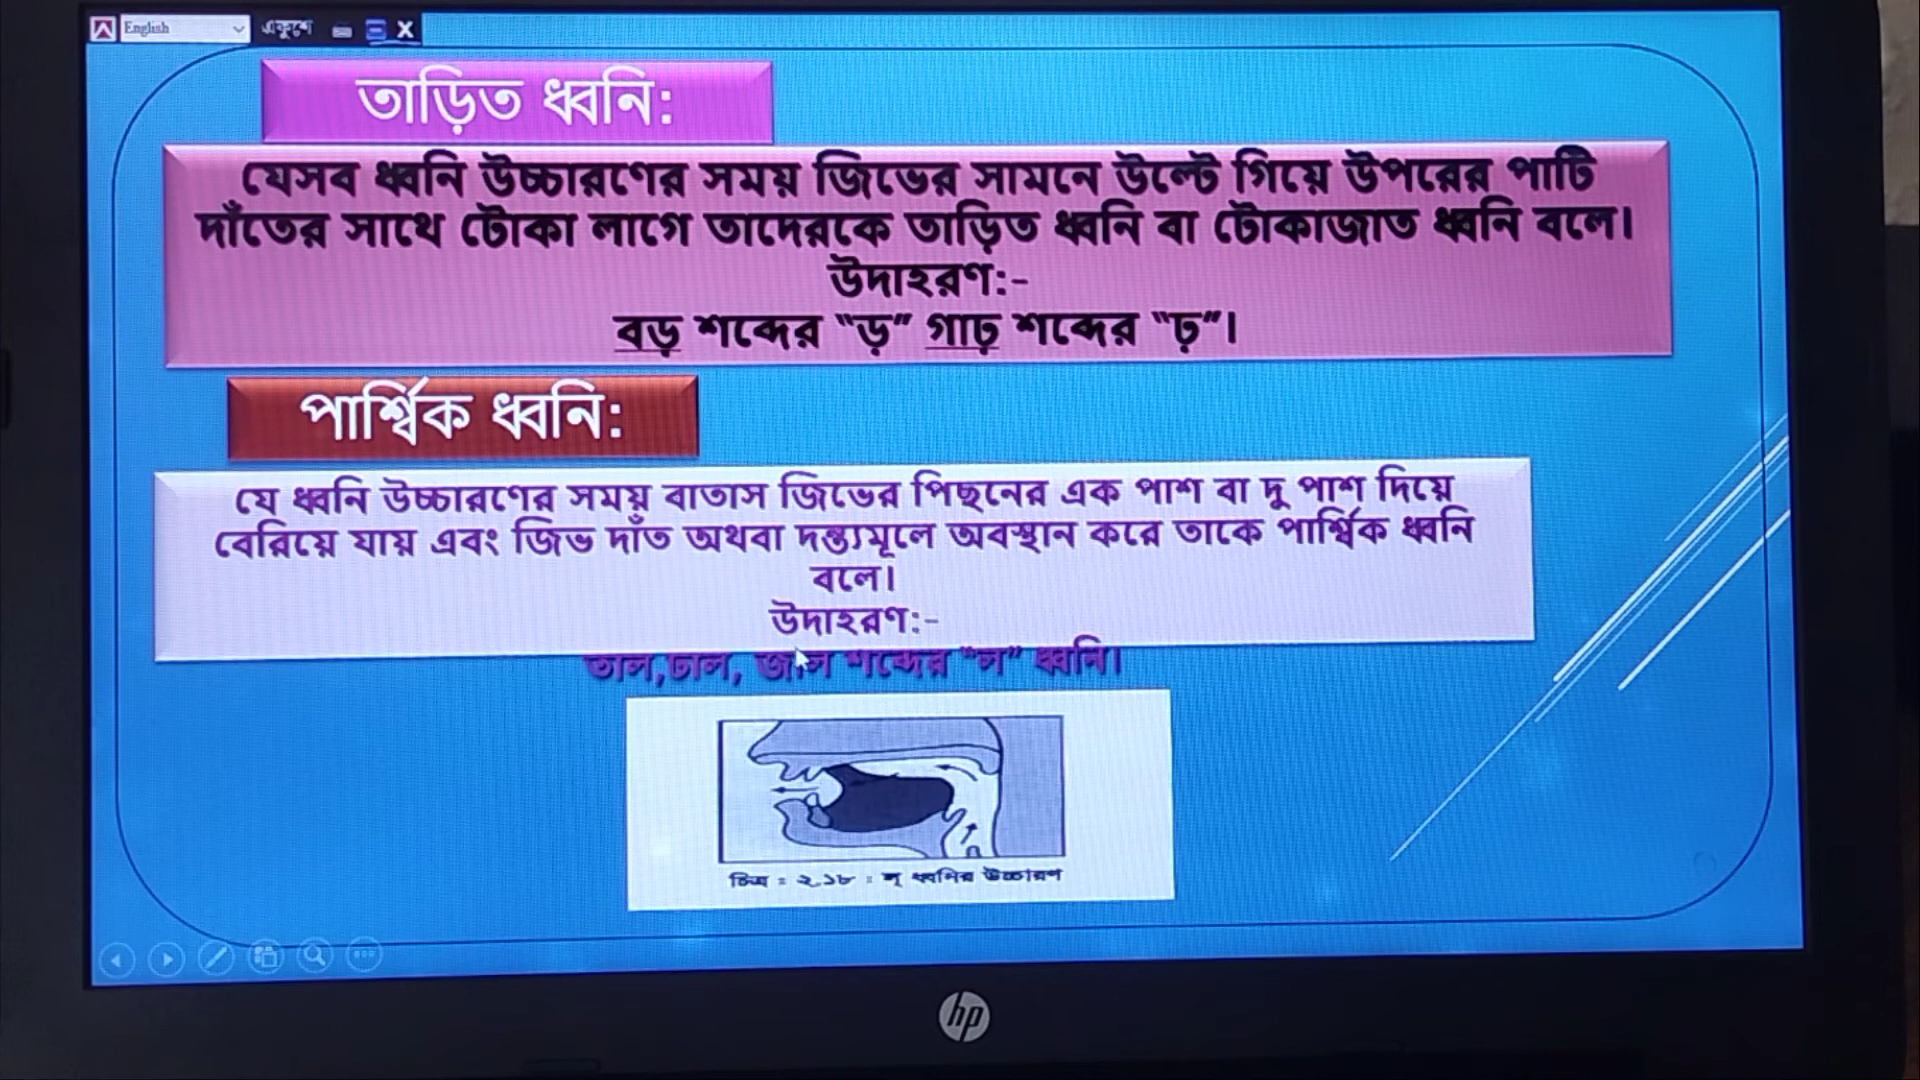 English
একুশে
X
তাড়িত ধ্বনি:
যেসব ধ্বনি উচ্চারণের সময় জিভের সামনে উল্টে গিয়ে উপরের পাটি
দাঁতের সাথে টোকা লাগে তাদেরকে তাড়িত ধ্বনি বা টোকাজাত ধ্বনি বলে।
উদাহরণ:-
বড় শব্দের “ড়” গাঢ় শব্দের “ঢ়”।
পার্শ্বিক ধ্বনি:
যে ধ্বনি উচ্চারণের সময় বাতাস জিভের পিছনের এক পাশ বা দু পাশ দিয়ে
বেরিয়ে যায় এবং জিভ দাঁত অথবা দন্ত্যমূলে অবস্থান করে তাকে পার্শ্বিক ধ্বনি
বলে।
উদাহরণ:-
তাল,ঢাল, জাল শব্দের “ল” ধ্বনি।
চিত্র : ২.১৮ : ল্ ধ্বনির উচ্চারণ
hp